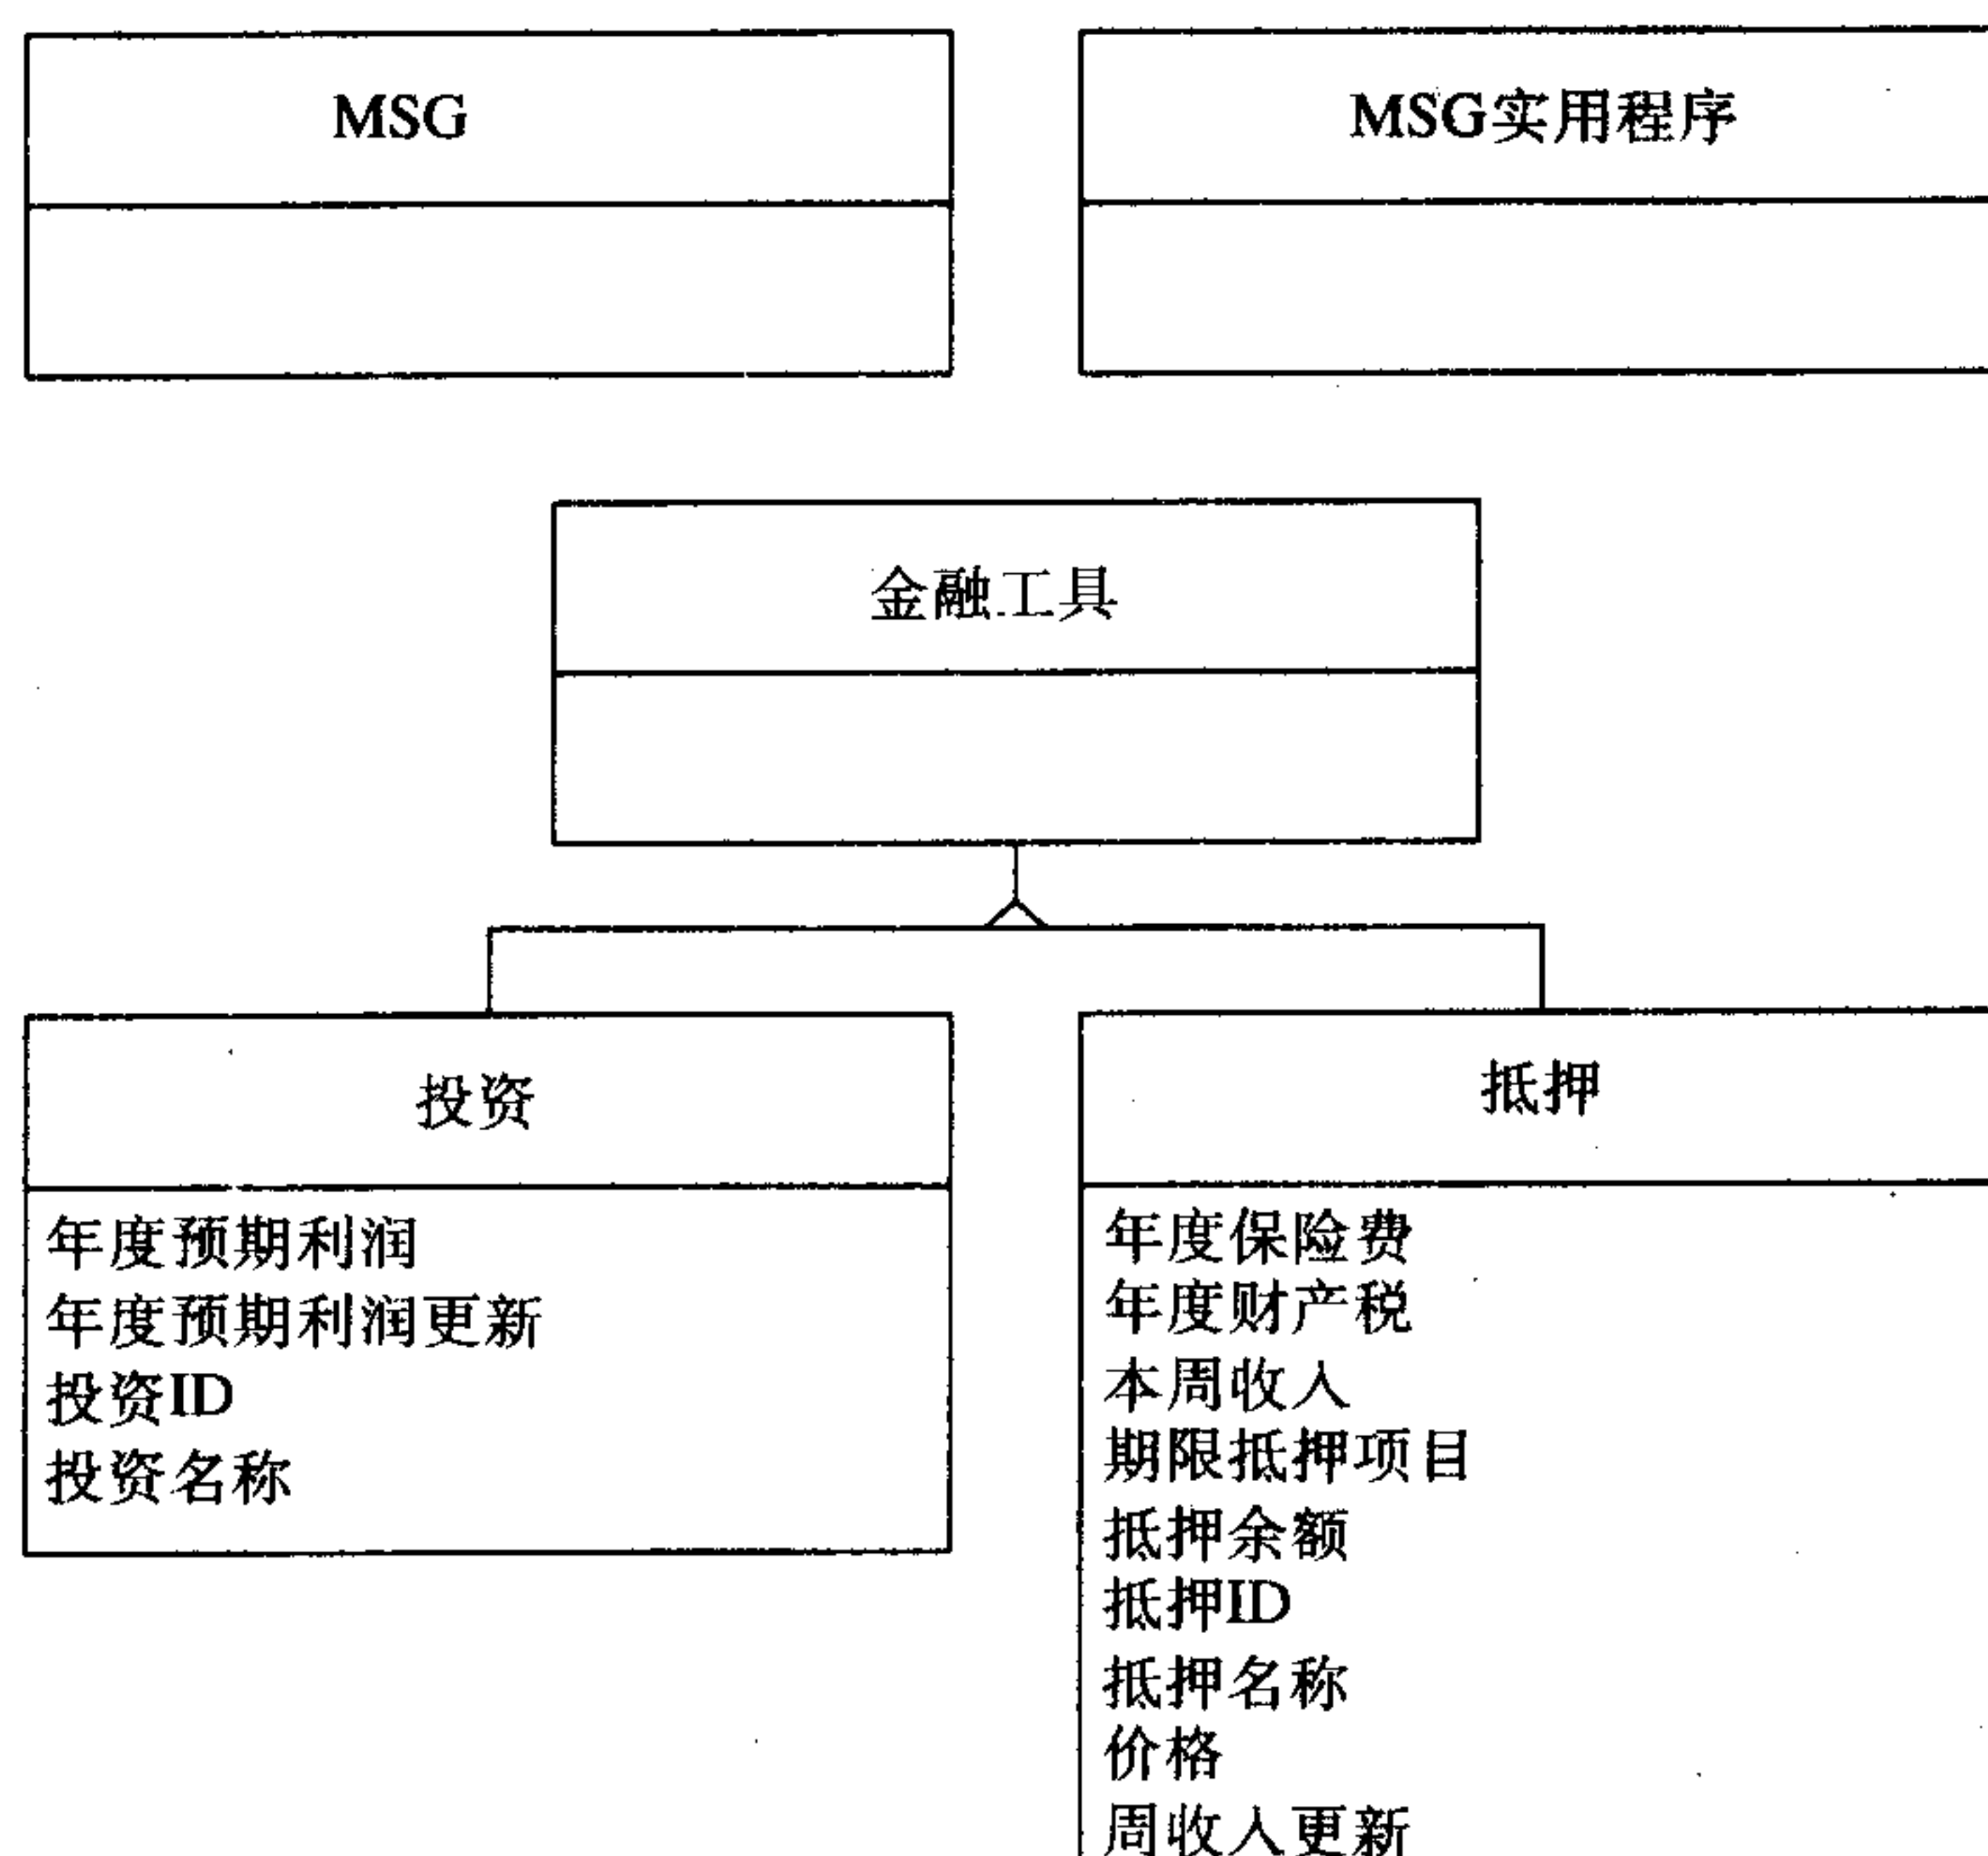 MSG
MSG实用程序
金融工具
投资
年度预期利润
年度预期利润更新
投资ID
投资名称
抵押
年度保险费
年度财产税
本周收入
期限抵押项目
抵押余额
抵押ID
抵押名称
价格
周收入更新